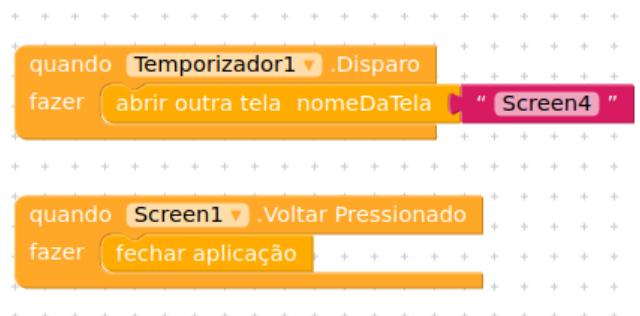 quando Temporizador1 .Disparo
fazer abrir outra tela nomeDaTela “ Screen4 ”
quando Screen1 .Voltar Pressionado
fazer fechar aplicação